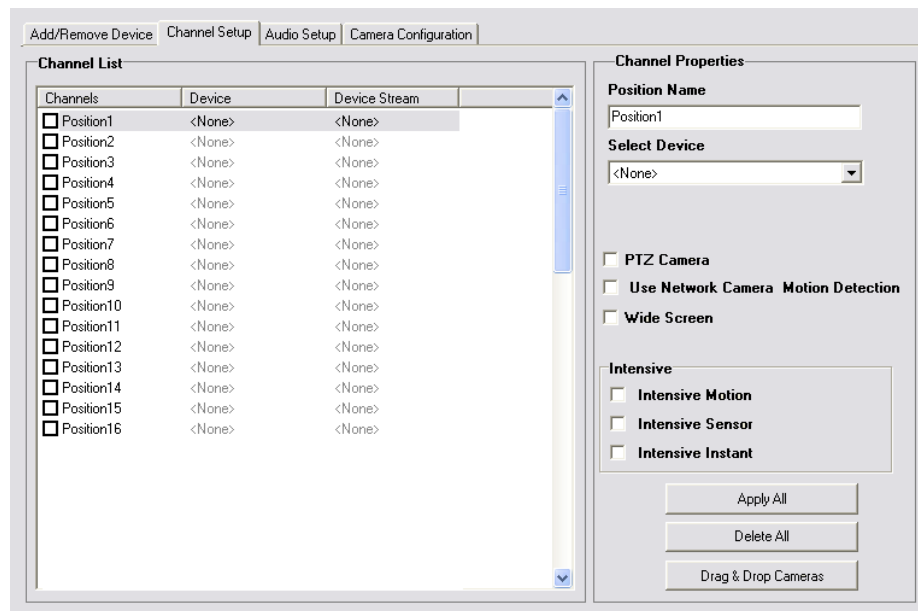 Add/Remove Device Channel Setup Audio Setup Camera Configuration
Channel List
Channels Device Device Stream
Position1 <None> <None>
Position2 <None> <None>
Position3 <None> <None>
Position4 <None> <None>
Position5 <None> <None>
Position6 <None> <None>
Position7 <None> <None>
Position8 <None> <None>
Position9 <None> <None>
Position10 <None> <None>
Position11 <None> <None>
Position12 <None> <None>
Position13 <None> <None>
Position14 <None> <None>
Position15 <None> <None>
Position16 <None> <None>
Channel Properties
Position Name
Position1
Select Device
<None>
PTZ Camera
Use Network Camera Motion Detection
Wide Screen
Intensive
Intensive Motion
Intensive Sensor
Intensive Instant
Apply All
Delete All
Drag & Drop Cameras